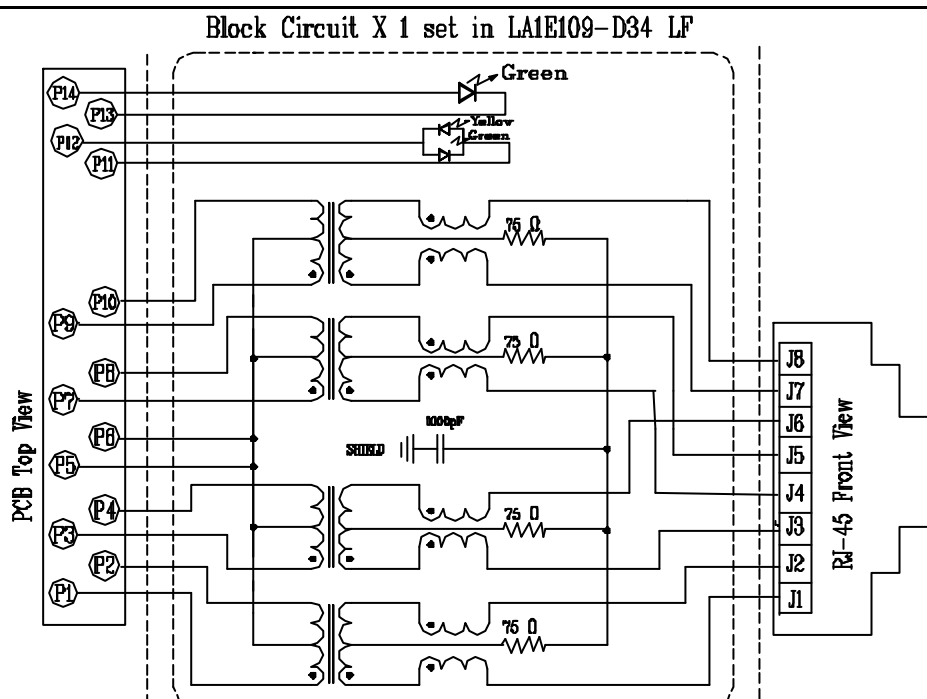 Block Circuit X 1 set in LA1E109-D34 LF
Green
P14
P13
Yellow
P12
Green
P11
75 Ω
P10
P9
75 Ω
J8
P8
J7
P7
J6
1000pF
P6
SHIELD
J5
P5
J4
P4
75 Ω
J3
P3
P2
J2
P1
J1
75 Ω
PCB Top View
RJ-45 Front View